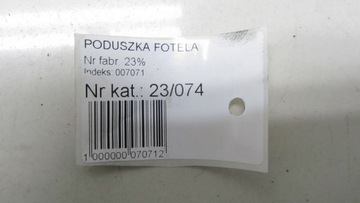 PODUSZKA FOTELA
Nr fabr. 23%
Indeks: 007071
Nr kat.: 23/074
1 000000 070712